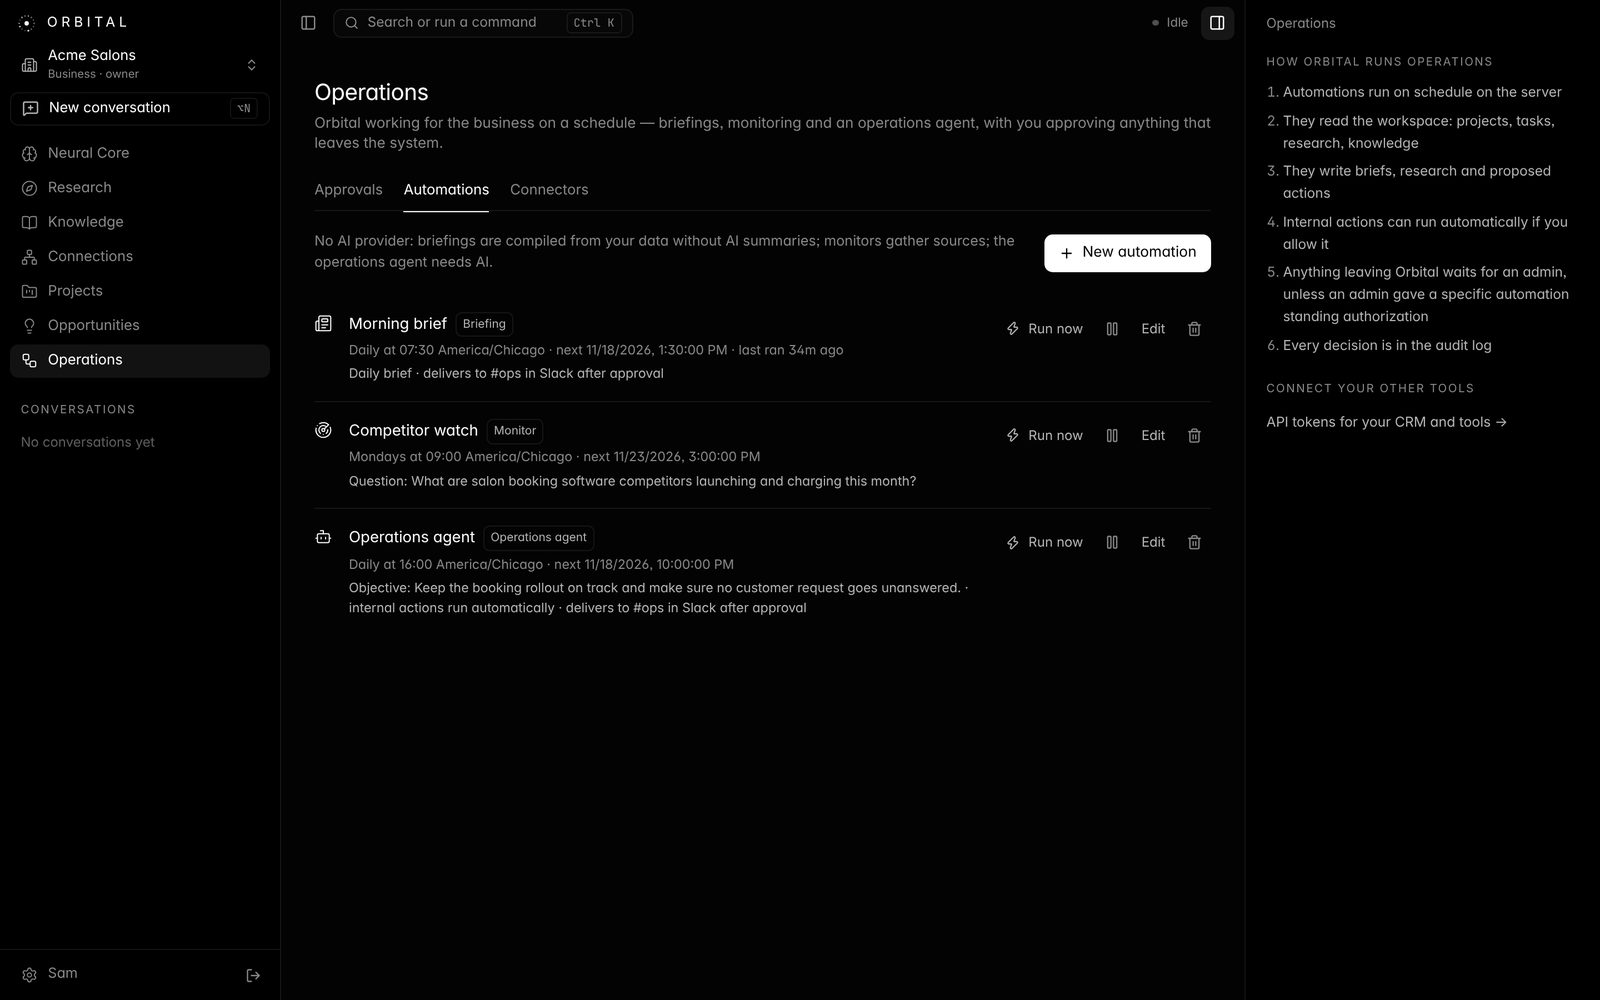 ORBITAL
Acme Salons
Business · owner
New conversation
⌥N
Neural Core
Research
Knowledge
Connections
Projects
Opportunities
Operations
CONVERSATIONS
No conversations yet
Sam
Search or run a command
Ctrl K
Idle
Operations
Orbital working for the business on a schedule — briefings, monitoring and an operations agent, with you approving anything that
leaves the system.
Approvals
Automations
Connectors
No AI provider: briefings are compiled from your data without AI summaries; monitors gather sources; the
operations agent needs AI.
New automation
Morning brief
Briefing
Run now
Edit
Daily at 07:30 America/Chicago · next 11/18/2026, 1:30:00 PM · last ran 34m ago
Daily brief · delivers to #ops in Slack after approval
Competitor watch
Monitor
Run now
Edit
Mondays at 09:00 America/Chicago · next 11/23/2026, 3:00:00 PM
Question: What are salon booking software competitors launching and charging this month?
Operations agent
Operations agent
Run now
Edit
Daily at 16:00 America/Chicago · next 11/18/2026, 10:00:00 PM
Objective: Keep the booking rollout on track and make sure no customer request goes unanswered. ·
internal actions run automatically · delivers to #ops in Slack after approval
Operations
HOW ORBITAL RUNS OPERATIONS
1. Automations run on schedule on the server
2. They read the workspace: projects, tasks,
research, knowledge
3. They write briefs, research and proposed
actions
4. Internal actions can run automatically if you
allow it
5. Anything leaving Orbital waits for an admin,
unless an admin gave a specific automation
standing authorization
6. Every decision is in the audit log
CONNECT YOUR OTHER TOOLS
API tokens for your CRM and tools →